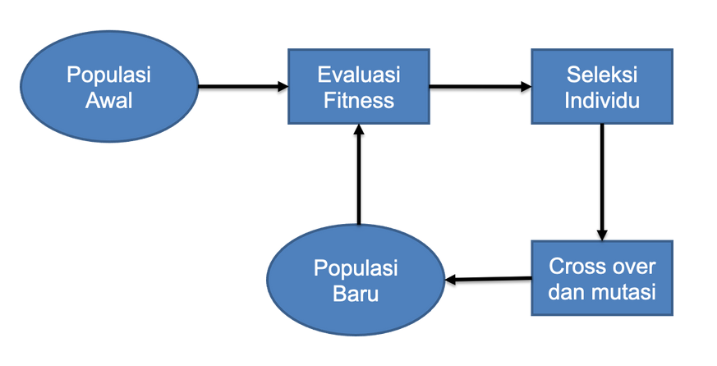 Populasi
Awal
Evaluasi
Fitness
Seleksi
Individu
Populasi
Baru
Cross over
dan mutasi